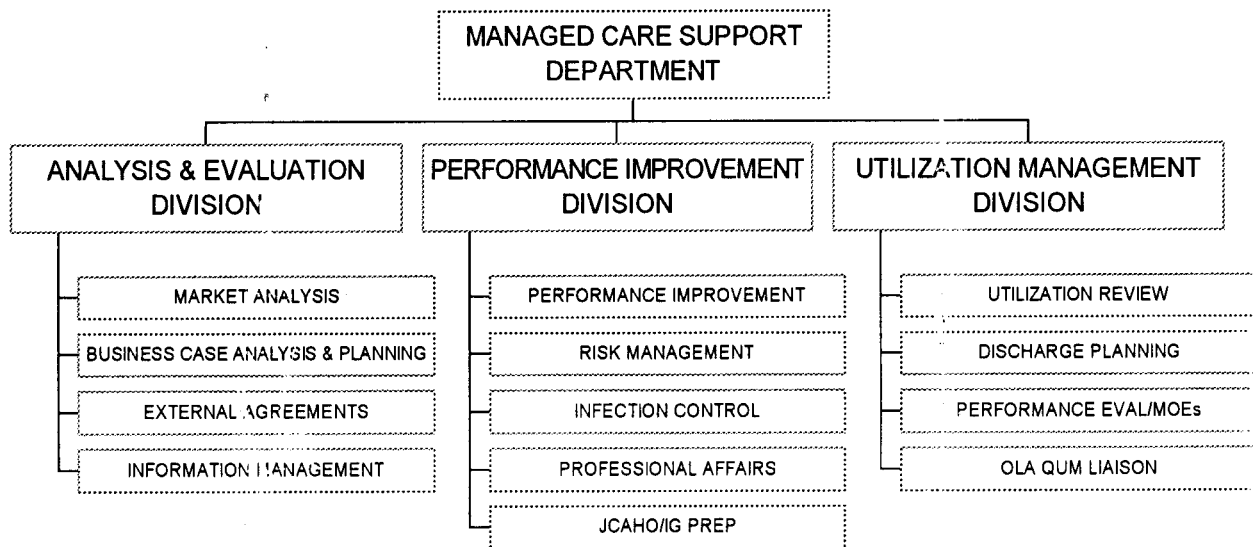 MANAGED CARE SUPPORT
DEPARTMENT
ANALYSIS & EVALUATION
DIVISION
MARKET ANALYSIS
BUSINESS CASE ANALYSIS & PLANNING
EXTERNAL AGREEMENTS
INFORMATION MANAGEMENT
PERFORMANCE IMPROVEMENT
DIVISION
PERFORMANCE IMPROVEMENT
RISK MANAGEMENT
INFECTION CONTROL
PROFESSIONAL AFFAIRS
JCAHO/IG PREP
UTILIZATION MANAGEMENT
DIVISION
UTILIZATION REVIEW
DISCHARGE PLANNING
PERFORMANCE EVAL/MOEs
OLA QUM LIAISON